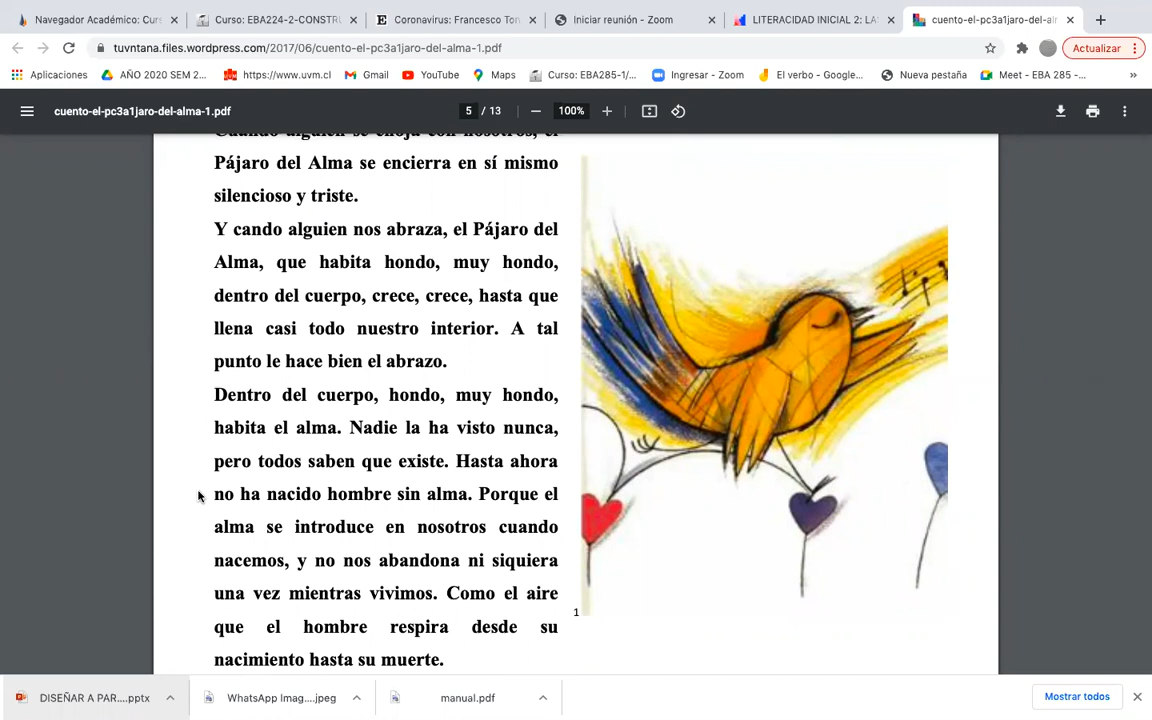 Navegador Académico: Curs
Curso: EBA224-2-CONSTRU
Coronavirus: Francesco Ton
Iniciar reunión - Zoom
LITERACIDAD INICIAL 2: LA
cuento-el-pc3a1jaro-del-al
tuvntana.files.wordpress.com/2017/06/cuento-el-pc3a1jaro-del-alma-1.pdf
Actualizar
Aplicaciones
AÑO 2020 SEM 2...
https://www.uvm.cl
Gmail
YouTube
Maps
Curso: EBA285-1/...
Ingresar - Zoom
El verbo - Google...
Nueva pestaña
Meet - EBA 285 -...
cuento-el-pc3a1jaro-del-alma-1.pdf
5 / 13
100%
Cuando alguien se enoja con nosotros, el
Pájaro del Alma se encierra en sí mismo
silencioso y triste.
Y cando alguien nos abraza, el Pájaro del
Alma, que habita hondo, muy hondo,
dentro del cuerpo, crece, crece, hasta que
llena casi todo nuestro interior. A tal
punto le hace bien el abrazo.
Dentro del cuerpo, hondo, muy hondo,
habita el alma. Nadie la ha visto nunca,
pero todos saben que existe. Hasta ahora
no ha nacido hombre sin alma. Porque el
alma se introduce en nosotros cuando
nacemos, y no nos abandona ni siquiera
una vez mientras vivimos. Como el aire
que el hombre respira desde su
nacimiento hasta su muerte.
1
DISEÑAR A PAR....pptx
WhatsApp Imag....jpeg
manual.pdf
Mostrar todos